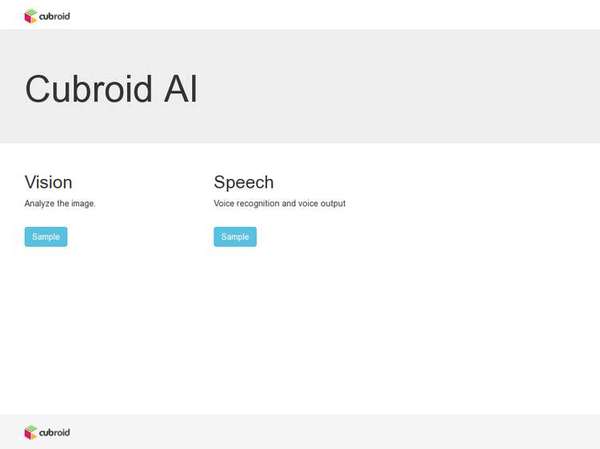 cubroid
Cubroid AI
Vision
Analyze the image.
Sample
Speech
Voice recognition and voice output
Sample
cubroid